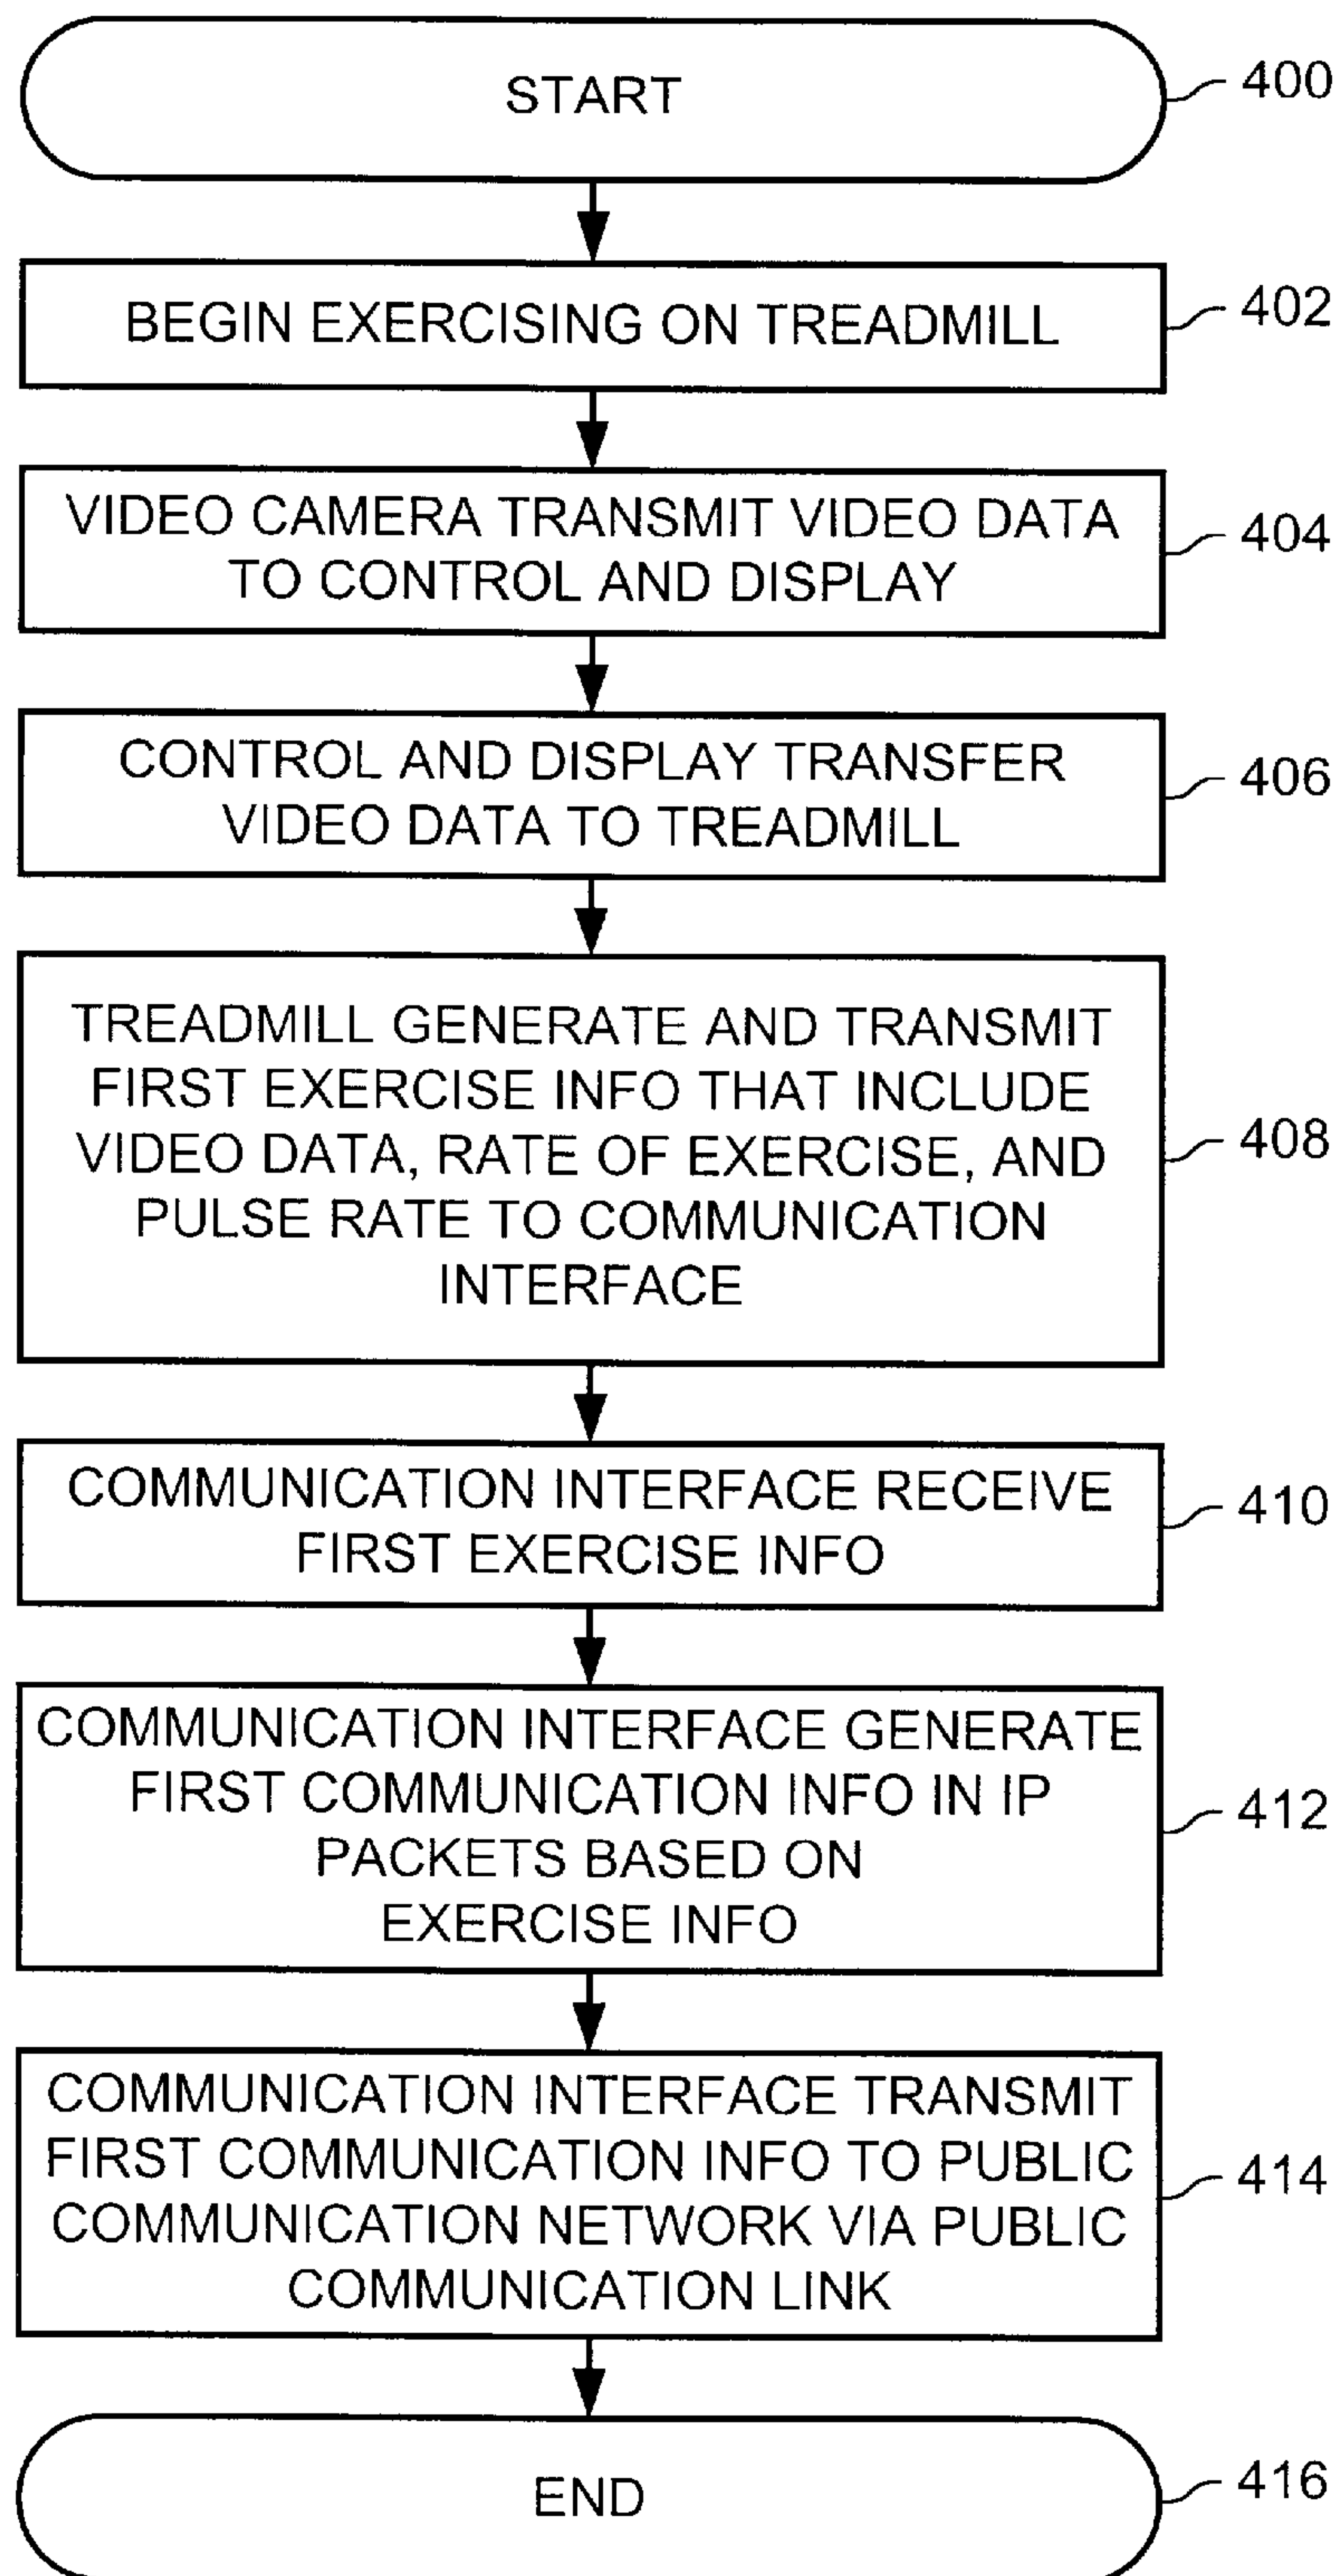 START
400
BEGIN EXERCISING ON TREADMILL
402
VIDEO CAMERA TRANSMIT VIDEO DATA
TO CONTROL AND DISPLAY
404
CONTROL AND DISPLAY TRANSFER
VIDEO DATA TO TREADMILL
406
TREADMILL GENERATE AND TRANSMIT
FIRST EXERCISE INFO THAT INCLUDE
VIDEO DATA, RATE OF EXERCISE, AND
PULSE RATE TO COMMUNICATION
INTERFACE
408
COMMUNICATION INTERFACE RECEIVE
FIRST EXERCISE INFO
410
COMMUNICATION INTERFACE GENERATE
FIRST COMMUNICATION INFO IN IP
PACKETS BASED ON
EXERCISE INFO
412
COMMUNICATION INTERFACE TRANSMIT
FIRST COMMUNICATION INFO TO PUBLIC
COMMUNICATION NETWORK VIA PUBLIC
COMMUNICATION LINK
414
END
416